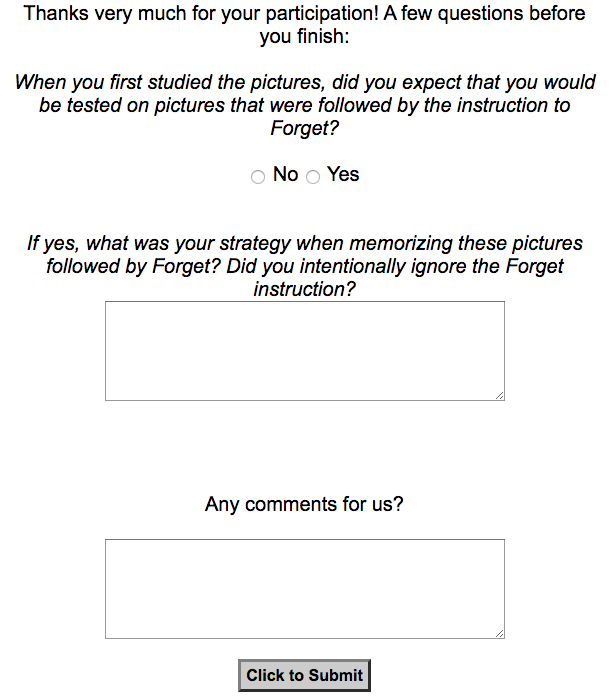 Thanks very much for your participation! A few questions before
you finish:
When you first studied the pictures, did you expect that you would
be tested on pictures that were followed by the instruction to
Forget?
No Yes
If yes, what was your strategy when memorizing these pictures
followed by Forget? Did you intentionally ignore the Forget
instruction?
Any comments for us?
Click to Submit